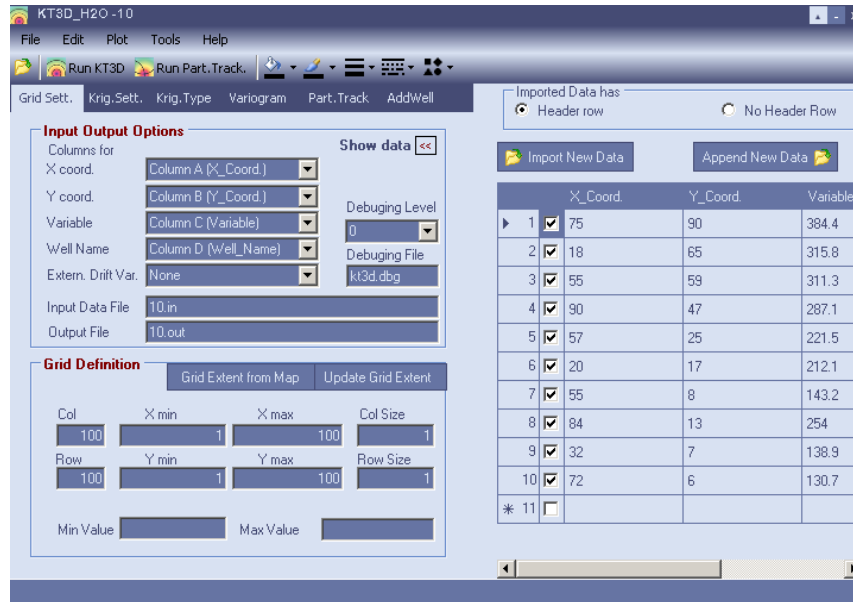 KT3D_H2O -10
File Edit Plot Tools Help
Run KT3D Run Part.Track.
Grid Sett. Krig.Sett. Krig.Type Variogram Part.Track AddWell
Input Output Options
Columns for
Show data <<
X coord. Column A (X_Coord.)
Y coord. Column B (Y_Coord.)
Variable Column C (Variable)
Well Name Column D (Well_Name)
Extern. Drift Var. None
Debuging Level
0
Debuging File
kt3d.dbg
Input Data File 10.in
Output File 10.out
Grid Definition
Grid Extent from Map Update Grid Extent
Col X min X max Col Size
100 1 100 1
Row Y min Y max Row Size
100 1 100 1
Min Value Max Value
Imported Data has
Header row No Header Row
Import New Data Append New Data
X_Coord. Y_Coord. Variable
1 75 90 384.4
2 18 65 315.8
3 55 59 311.3
4 90 47 287.1
5 57 25 221.5
6 20 17 212.1
7 55 8 143.2
8 84 13 254
9 32 7 138.9
10 72 6 130.7
* 11